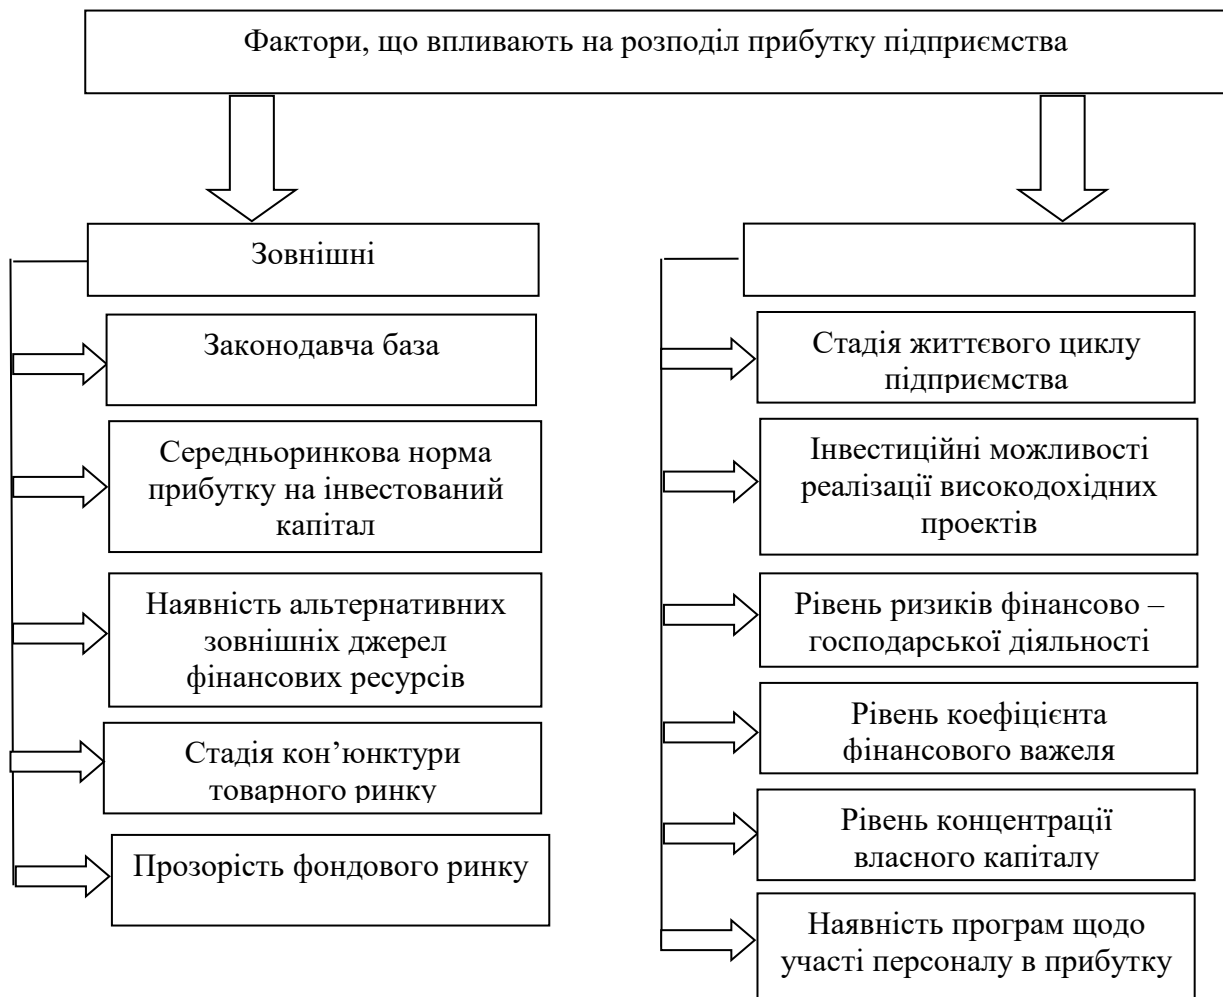 Фактори, що впливають на розподіл прибутку підприємства
Зовнішні
Законодавча база
Середньоринкова норма
прибутку на інвестований
капітал
Наявність альтернативних
зовнішніх джерел
фінансових ресурсів
Стадія кон’юнктури
товарного ринку
Прозорість фондового ринку
Стадія життєвого циклу
підприємства
Інвестиційні можливості
реалізації високодохідних
проектів
Рівень ризиків фінансово –
господарської діяльності
Рівень коефіцієнта
фінансового важеля
Рівень концентрації
власного капіталу
Наявність програм щодо
участі персоналу в прибутку